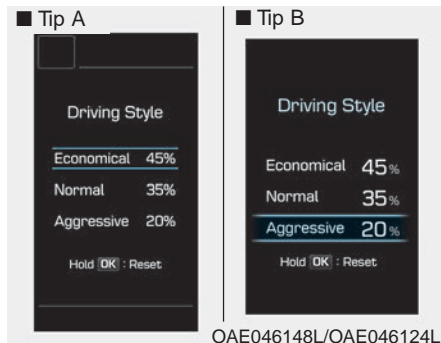 ■ Tip A
Driving Style
Economical 45%
Normal 35%
Aggressive 20%
Hold OK : Reset
■ Tip B
Driving Style
Economical 45%
Normal 35%
Aggressive 20%
Hold OK : Reset
OAE046148L/OAE046124L